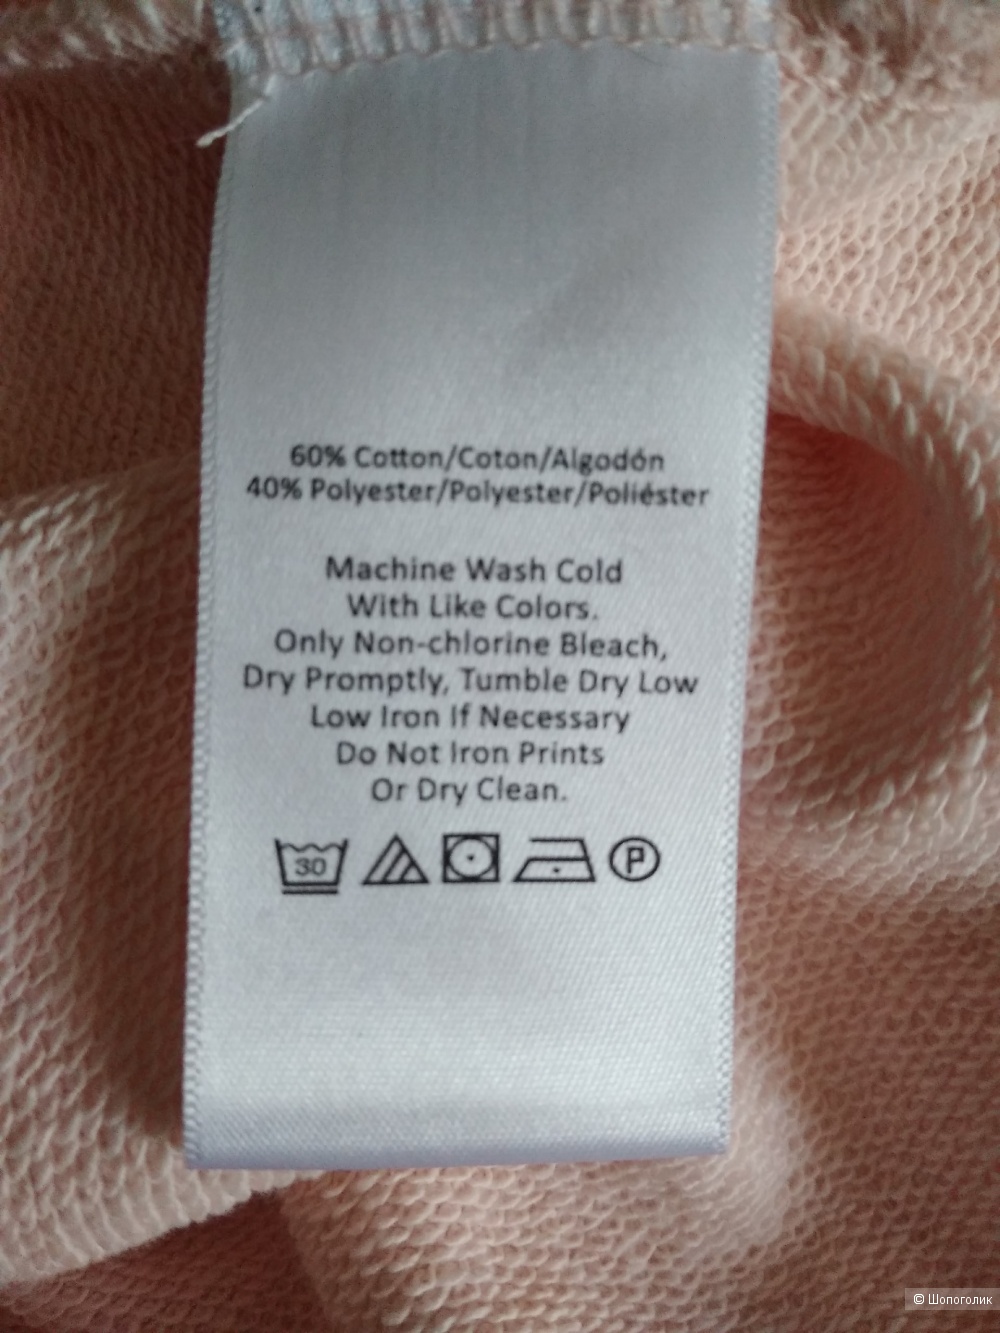 60% Cotton/Coton/Algodón
40% Polyester/Polyester/Poliéster
Machine Wash Cold
With Like Colors.
Only Non-chlorine Bleach,
Dry Promptly, Tumble Dry Low
Low Iron If Necessary
Do Not Iron Prints
Or Dry Clean.
30 P
© Шопоголик